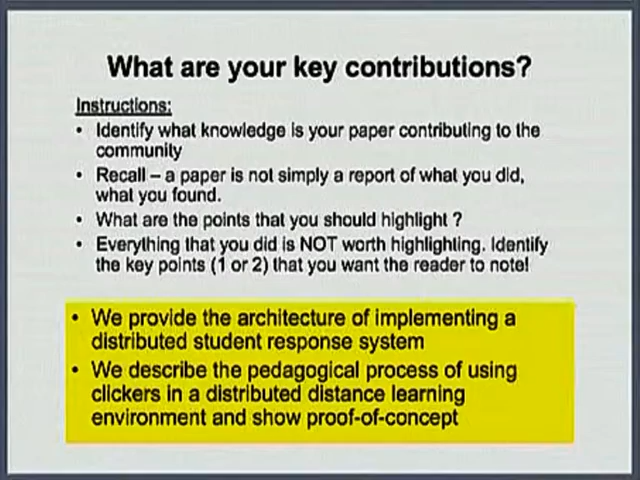 What are your key contributions?
Instructions:
• Identify what knowledge is your paper contributing to the
community
• Recall – a paper is not simply a report of what you did,
what you found.
• What are the points that you should highlight ?
• Everything that you did is NOT worth highlighting. Identify
the key points (1 or 2) that you want the reader to note!
• We provide the architecture of implementing a
distributed student response system
• We describe the pedagogical process of using
clickers in a distributed distance learning
environment and show proof-of-concept